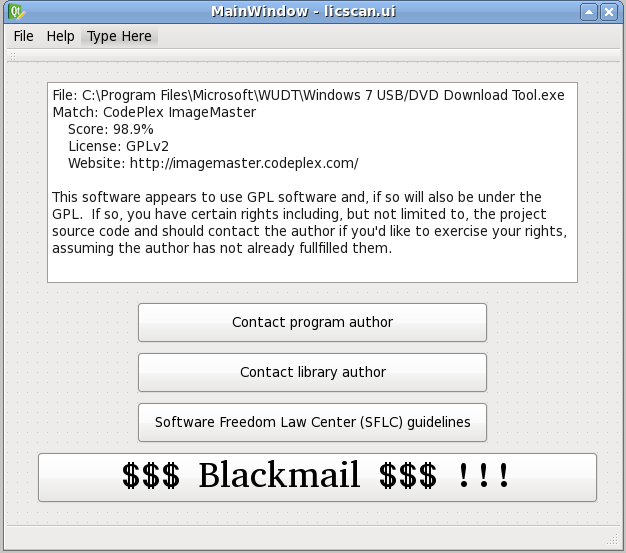 MainWindow - licscan.ui
File Help Type Here
File: C:\Program Files\Microsoft\WUDT\Windows 7 USB/DVD Download Tool.exe
Match: CodePlex ImageMaster
Score: 98.9%
License: GPLv2
Website: http://imagemaster.codeplex.com/
This software appears to use GPL software and, if so will also be under the
GPL. If so, you have certain rights including, but not limited to, the project
source code and should contact the author if you'd like to exercise your rights,
assuming the author has not already fullfilled them.
Contact program author
Contact library author
Software Freedom Law Center (SFLC) guidelines
$$$ Blackmail $$$ !!!